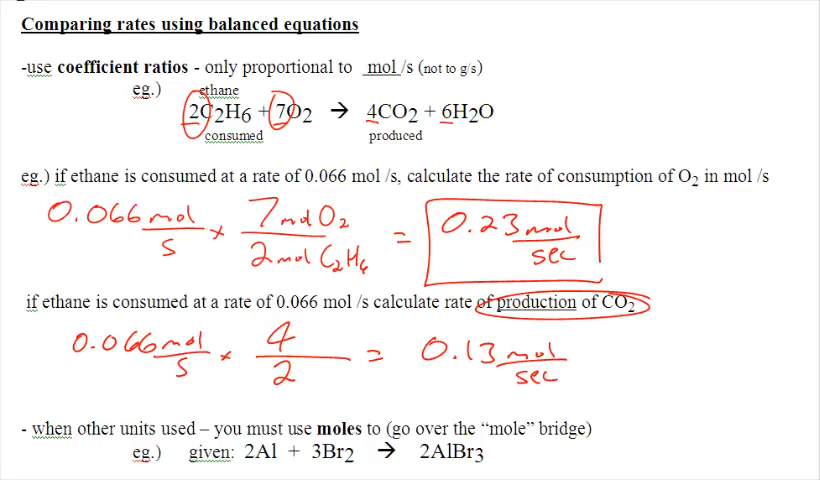 Comparing rates using balanced equations
-use coefficient ratios - only proportional to _mol_/s (not to g/s)
eg.) ethane
2C2H6 + 7O2 → 4CO2 + 6H2O
consumed produced
eg.) if ethane is consumed at a rate of 0.066 mol /s, calculate the rate of consumption of O2 in mol /s
0.066 mol/s × 7 mol O2 / 2 mol C2H6 = 0.23 mol/sec
if ethane is consumed at a rate of 0.066 mol /s calculate rate of production of CO2
0.066 mol/s × 4/2 = 0.13 mol/sec
- when other units used – you must use moles to (go over the “mole” bridge)
eg.) given: 2Al + 3Br2 → 2AlBr3